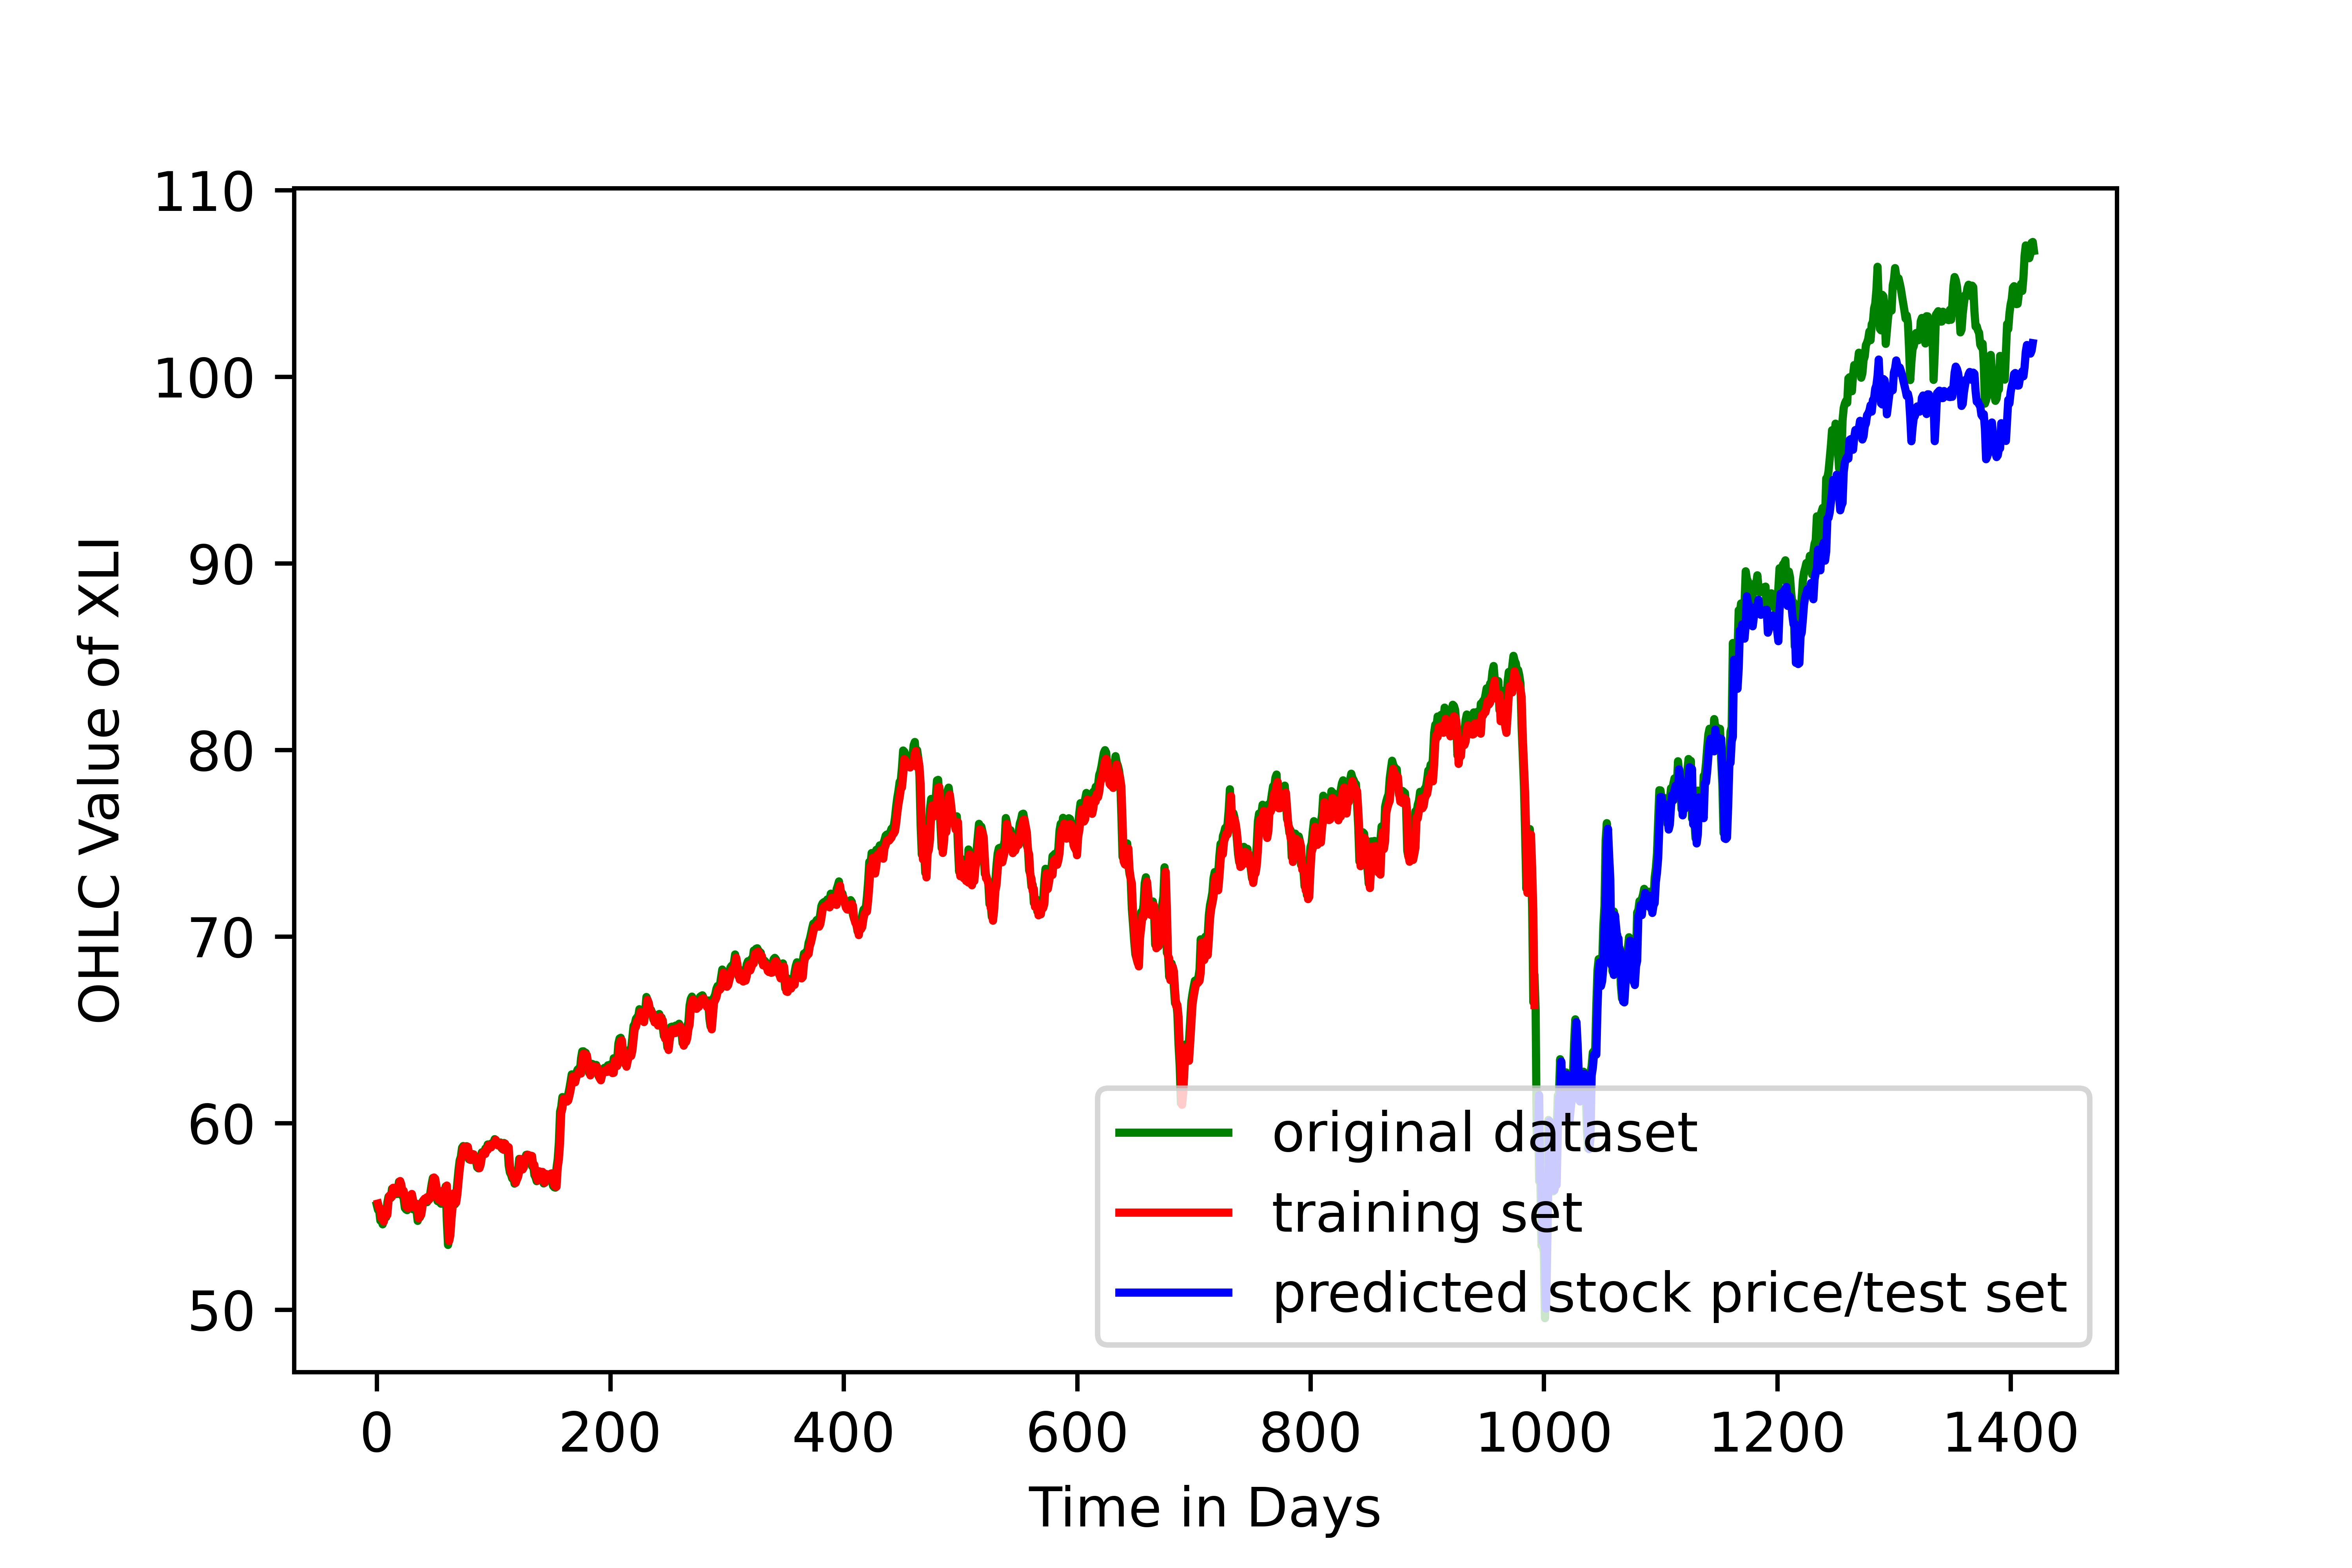 110
100
90
80
70
60
50
OHLC Value of XLI
original dataset
training set
predicted stock price/test set
0 200 400 600 800 1000 1200 1400
Time in Days